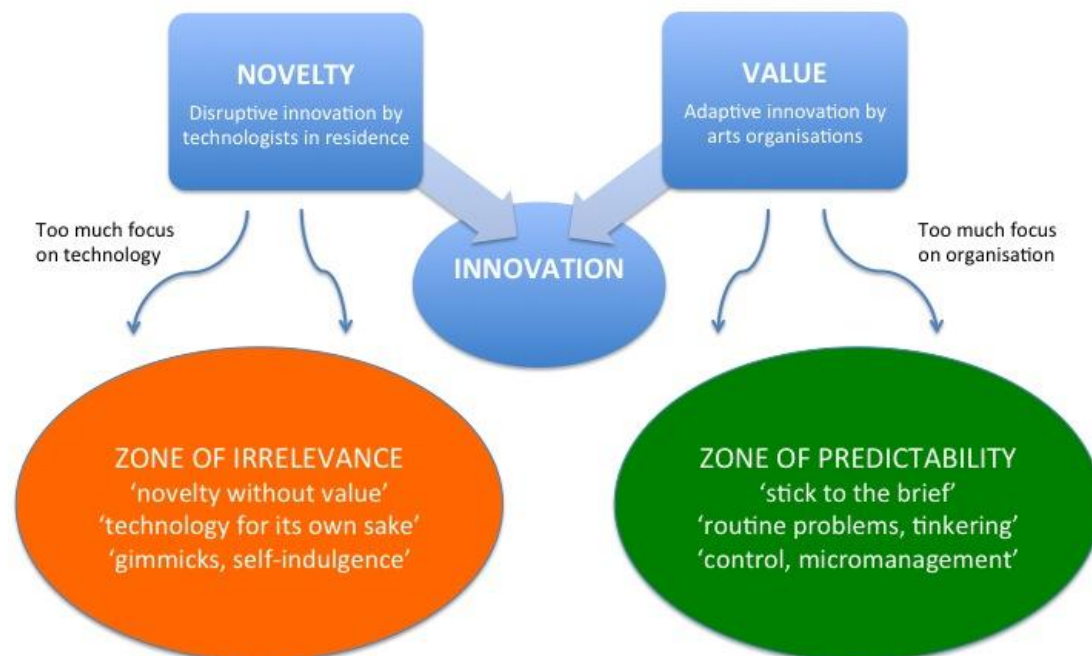 NOVELTY
Disruptive innovation by
technologists in residence
VALUE
Adaptive innovation by
arts organisations
Too much focus
on technology
INNOVATION
Too much focus
on organisation
ZONE OF IRRELEVANCE
‘novelty without value’
‘technology for its own sake’
‘gimmicks, self-indulgence’
ZONE OF PREDICTABILITY
‘stick to the brief’
‘routine problems, tinkering’
‘control, micromanagement’